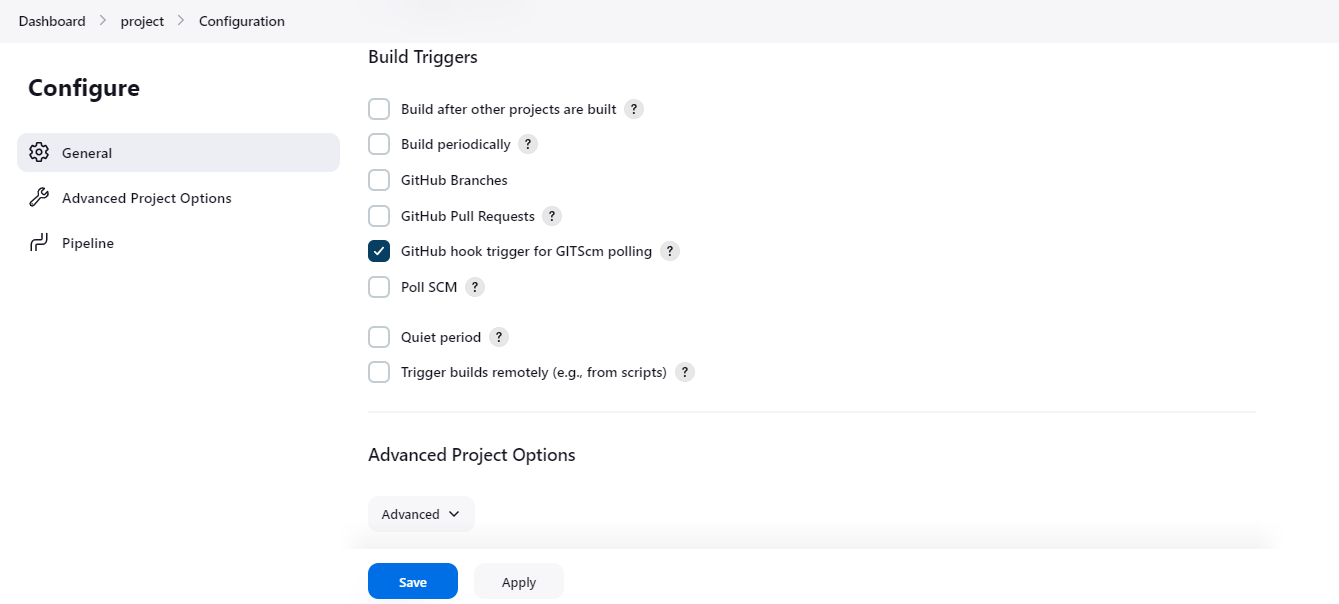 Dashboard > project > Configuration
Configure
General
Advanced Project Options
Pipeline
Build Triggers
Build after other projects are built ?
Build periodically ?
GitHub Branches
GitHub Pull Requests ?
GitHub hook trigger for GITScm polling ?
Poll SCM ?
Quiet period ?
Trigger builds remotely (e.g., from scripts) ?
Advanced Project Options
Advanced
Save
Apply